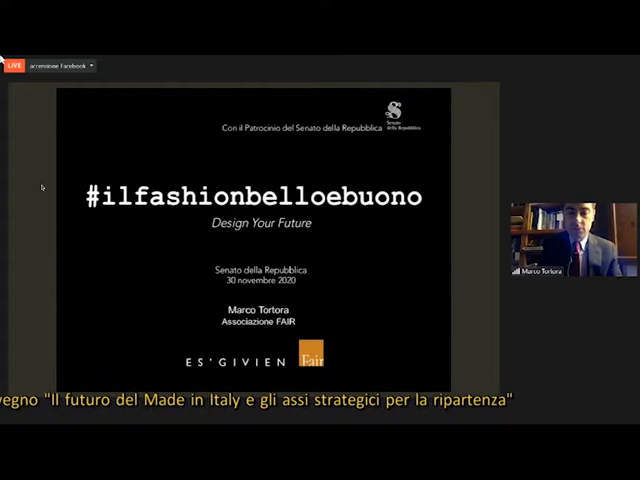 LIVE accensione Facebook
Con il Patrocinio del Senato della Repubblica
Senato
della Repubblica
#ilfashionbelloebuono
Design Your Future
Senato della Repubblica
30 novembre 2020
Marco Tortora
Associazione FAIR
ES'GIVIEN Fair
Marco Tortora
vegno "Il futuro del Made in Italy e gli assi strategici per la ripartenza"